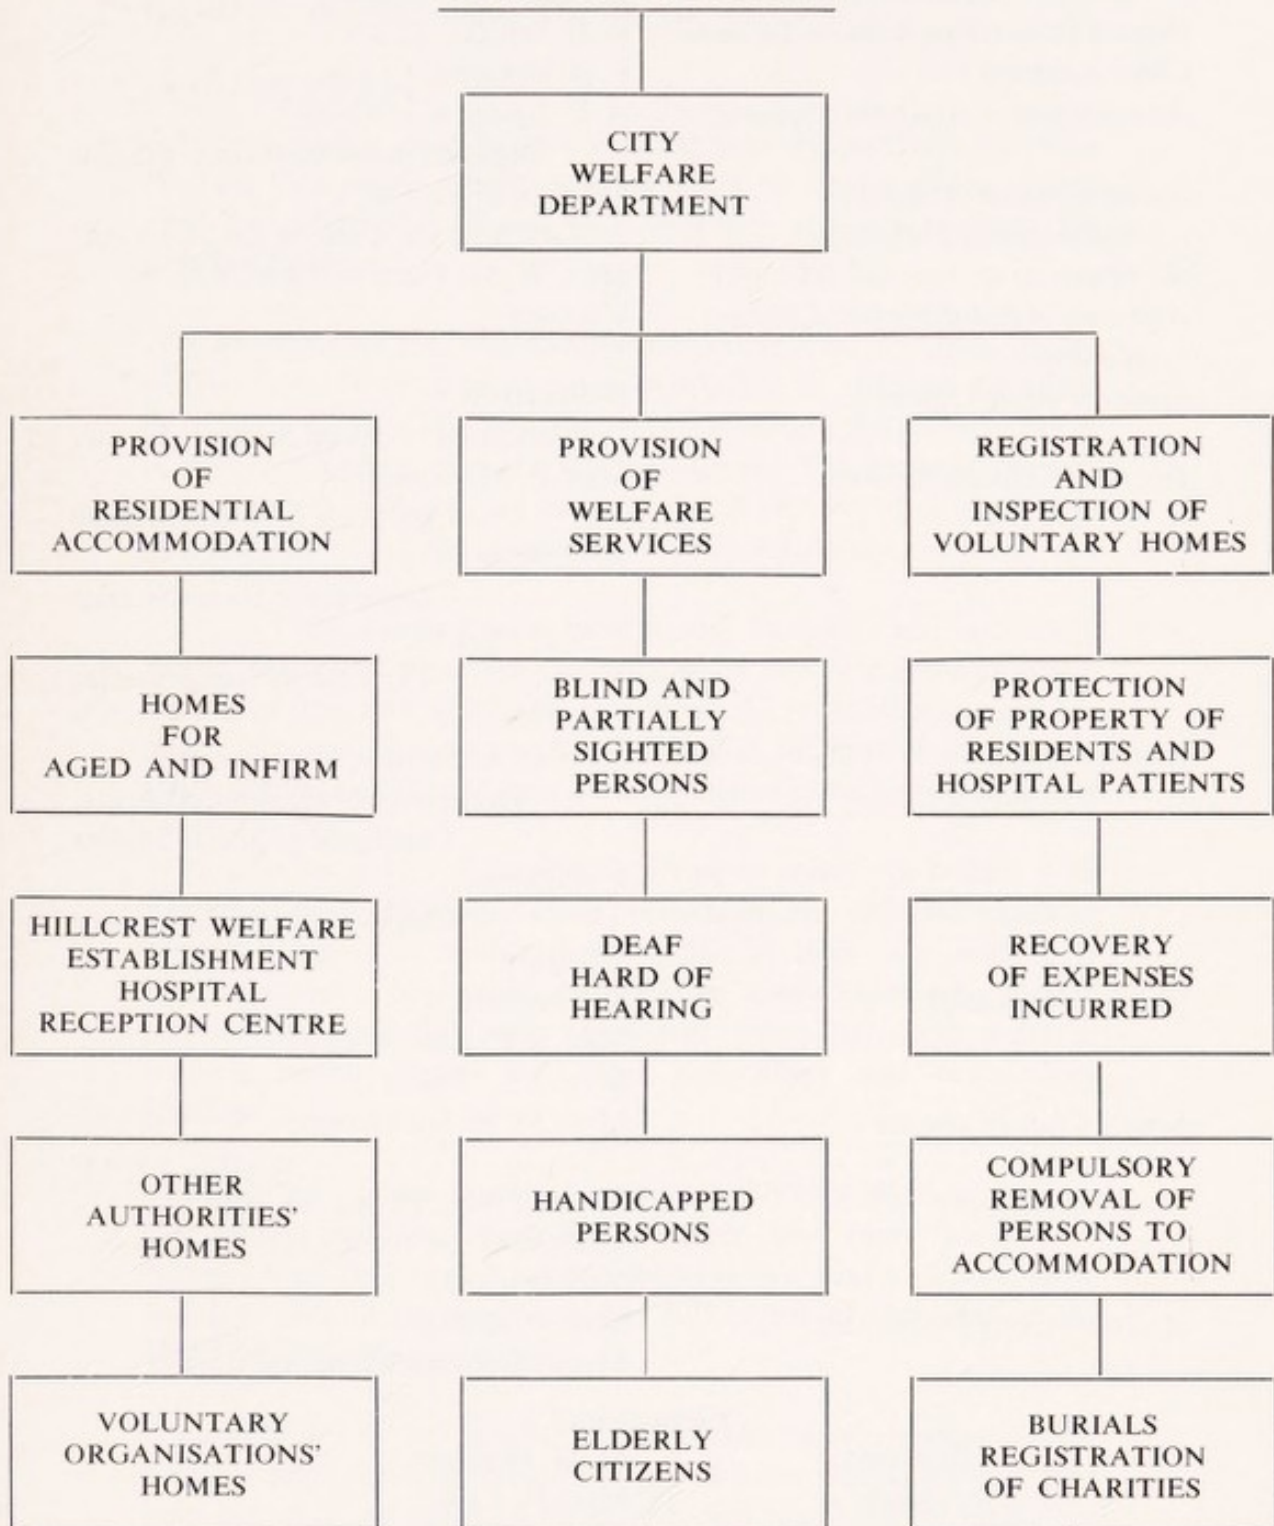 CITY
WELFARE
DEPARTMENT
PROVISION
OF
RESIDENTIAL
ACCOMMODATION
HOMES
FOR
AGED AND INFIRM
HILLCREST WELFARE
ESTABLISHMENT
HOSPITAL
RECEPTION CENTRE
OTHER
AUTHORITIES'
HOMES
VOLUNTARY
ORGANISATIONS'
HOMES
PROVISION
OF
WELFARE
SERVICES
BLIND AND
PARTIALLY
SIGHTED
PERSONS
DEAF
HARD OF
HEARING
HANDICAPPED
PERSONS
ELDERLY
CITIZENS
REGISTRATION
AND
INSPECTION OF
VOLUNTARY HOMES
PROTECTION
OF PROPERTY OF
RESIDENTS AND
HOSPITAL PATIENTS
RECOVERY
OF EXPENSES
INCURRED
COMPULSORY
REMOVAL OF
PERSONS TO
ACCOMMODATION
BURIALS
REGISTRATION
OF CHARITIES